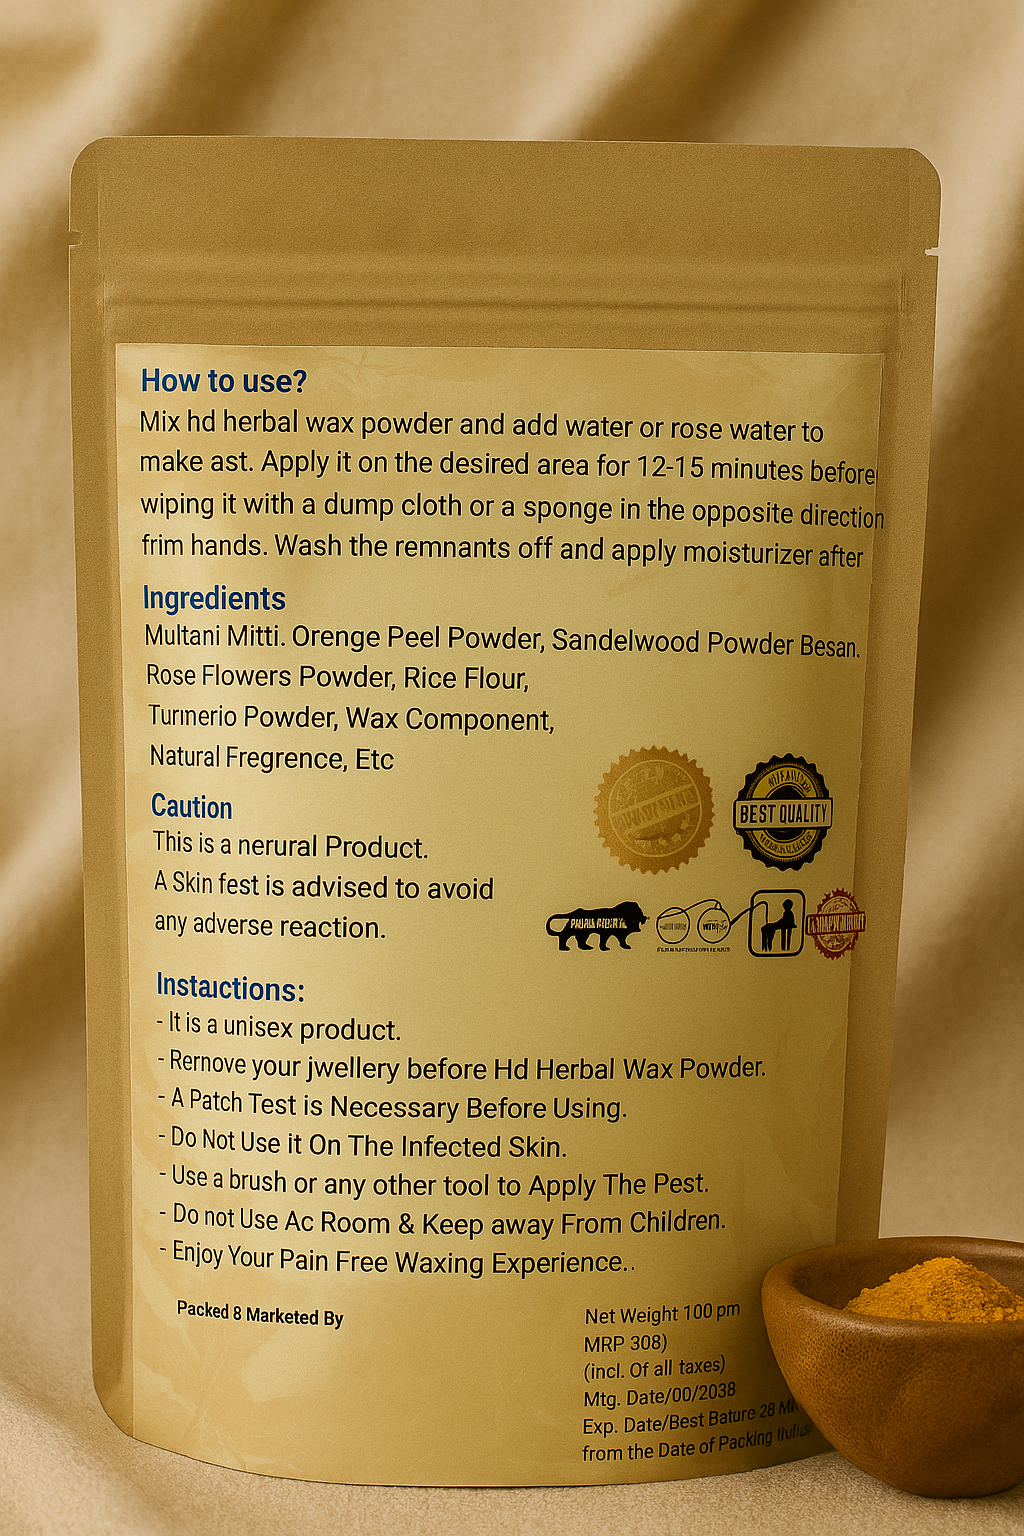 How to use?
Mix hd herbal wax powder and add water or rose water to
make ast. Apply it on the desired area for 12-15 minutes before
wiping it with a dump cloth or a sponge in the opposite direction
frim hands. Wash the remnants off and apply moisturizer after
Ingredients
Multani Mitti. Orenge Peel Powder, Sandelwood Powder Besan.
Rose Flowers Powder, Rice Flour,
Turmerio Powder, Wax Component,
Natural Fregrence, Etc
Caution
This is a nerural Product.
A Skin fest is advised to avoid
any adverse reaction.
BEST QUALITY
Instauctions:
- It is a unisex product.
- Rernove your jwellery before Hd Herbal Wax Powder.
- A Patch Test is Necessary Before Using.
- Do Not Use it On The Infected Skin.
- Use a brush or any other tool to Apply The Pest.
- Do not Use Ac Room & Keep away From Children.
- Enjoy Your Pain Free Waxing Experience..
Packed 8 Marketed By
Net Weight 100 pm
MRP 308)
(incl. Of all taxes)
Mtg. Date/00/2038
Exp. Date/Best Bature 28
from the Date of Packing